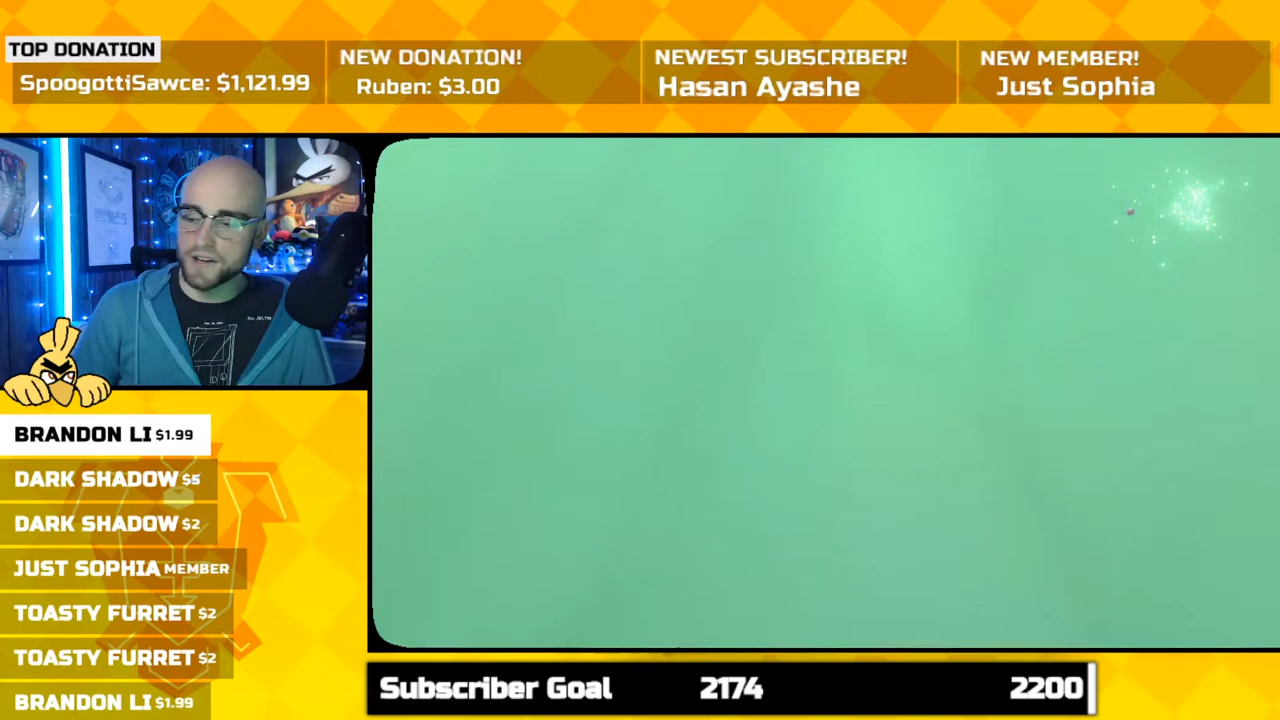 TOP DONATION
SpoogottiSawce: $1,121.99
NEW DONATION!
Ruben: $3.00
NEWEST SUBSCRIBER!
Hasan Ayashe
NEW MEMBER!
Just Sophia
BRANDON LI $1.99
DARK SHADOW $5
DARK SHADOW $2
JUST SOPHIA MEMBER
TOASTY FURRET $2
TOASTY FURRET $2
BRANDON LI $1.99
Subscriber Goal 2174 2200